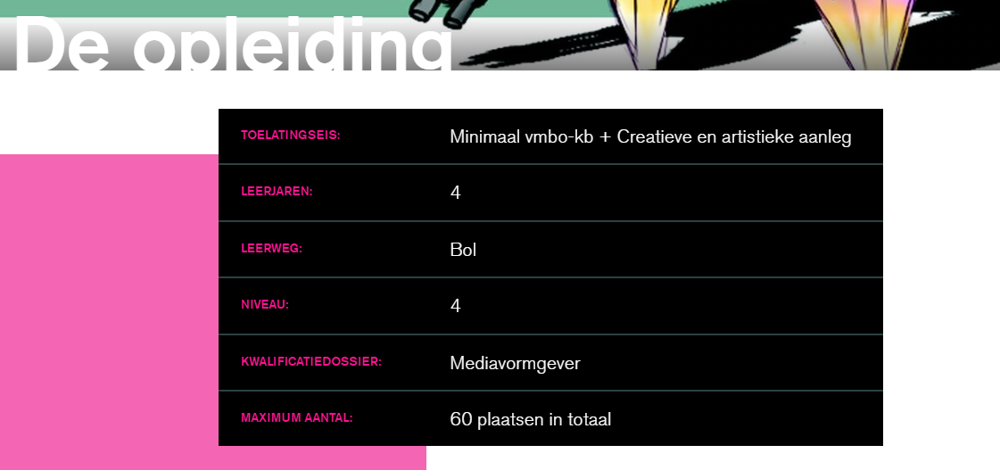 De opleiding
TOELATINGSEIS: Minimaal vmbo-kb + Creatieve en artistieke aanleg
LEERJAREN: 4
LEERWEG: Bol
NIVEAU: 4
KWALIFICATIEDOSSIER: Mediavormgever
MAXIMUM AANTAL: 60 plaatsen in totaal